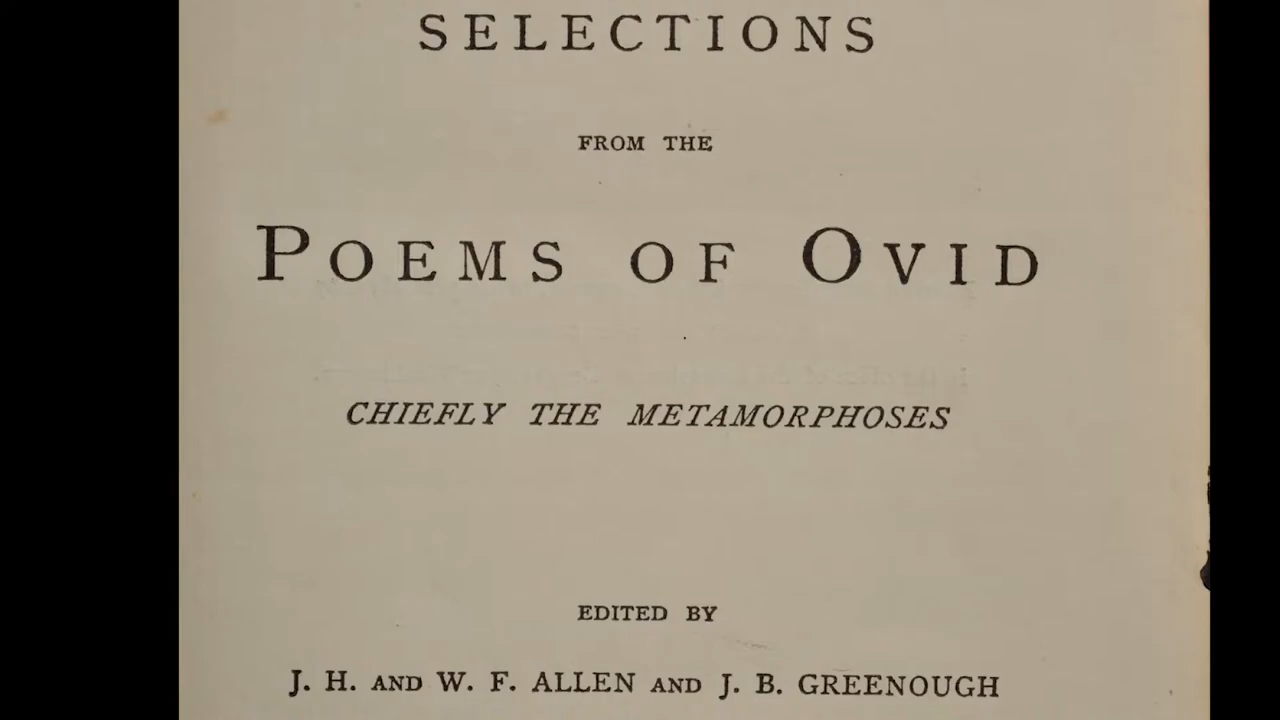 SELECTIONS
FROM THE
POEMS OF OVID
CHIEFLY THE METAMORPHOSES
EDITED BY
J. H. AND W. F. ALLEN AND J. B. GREENOUGH